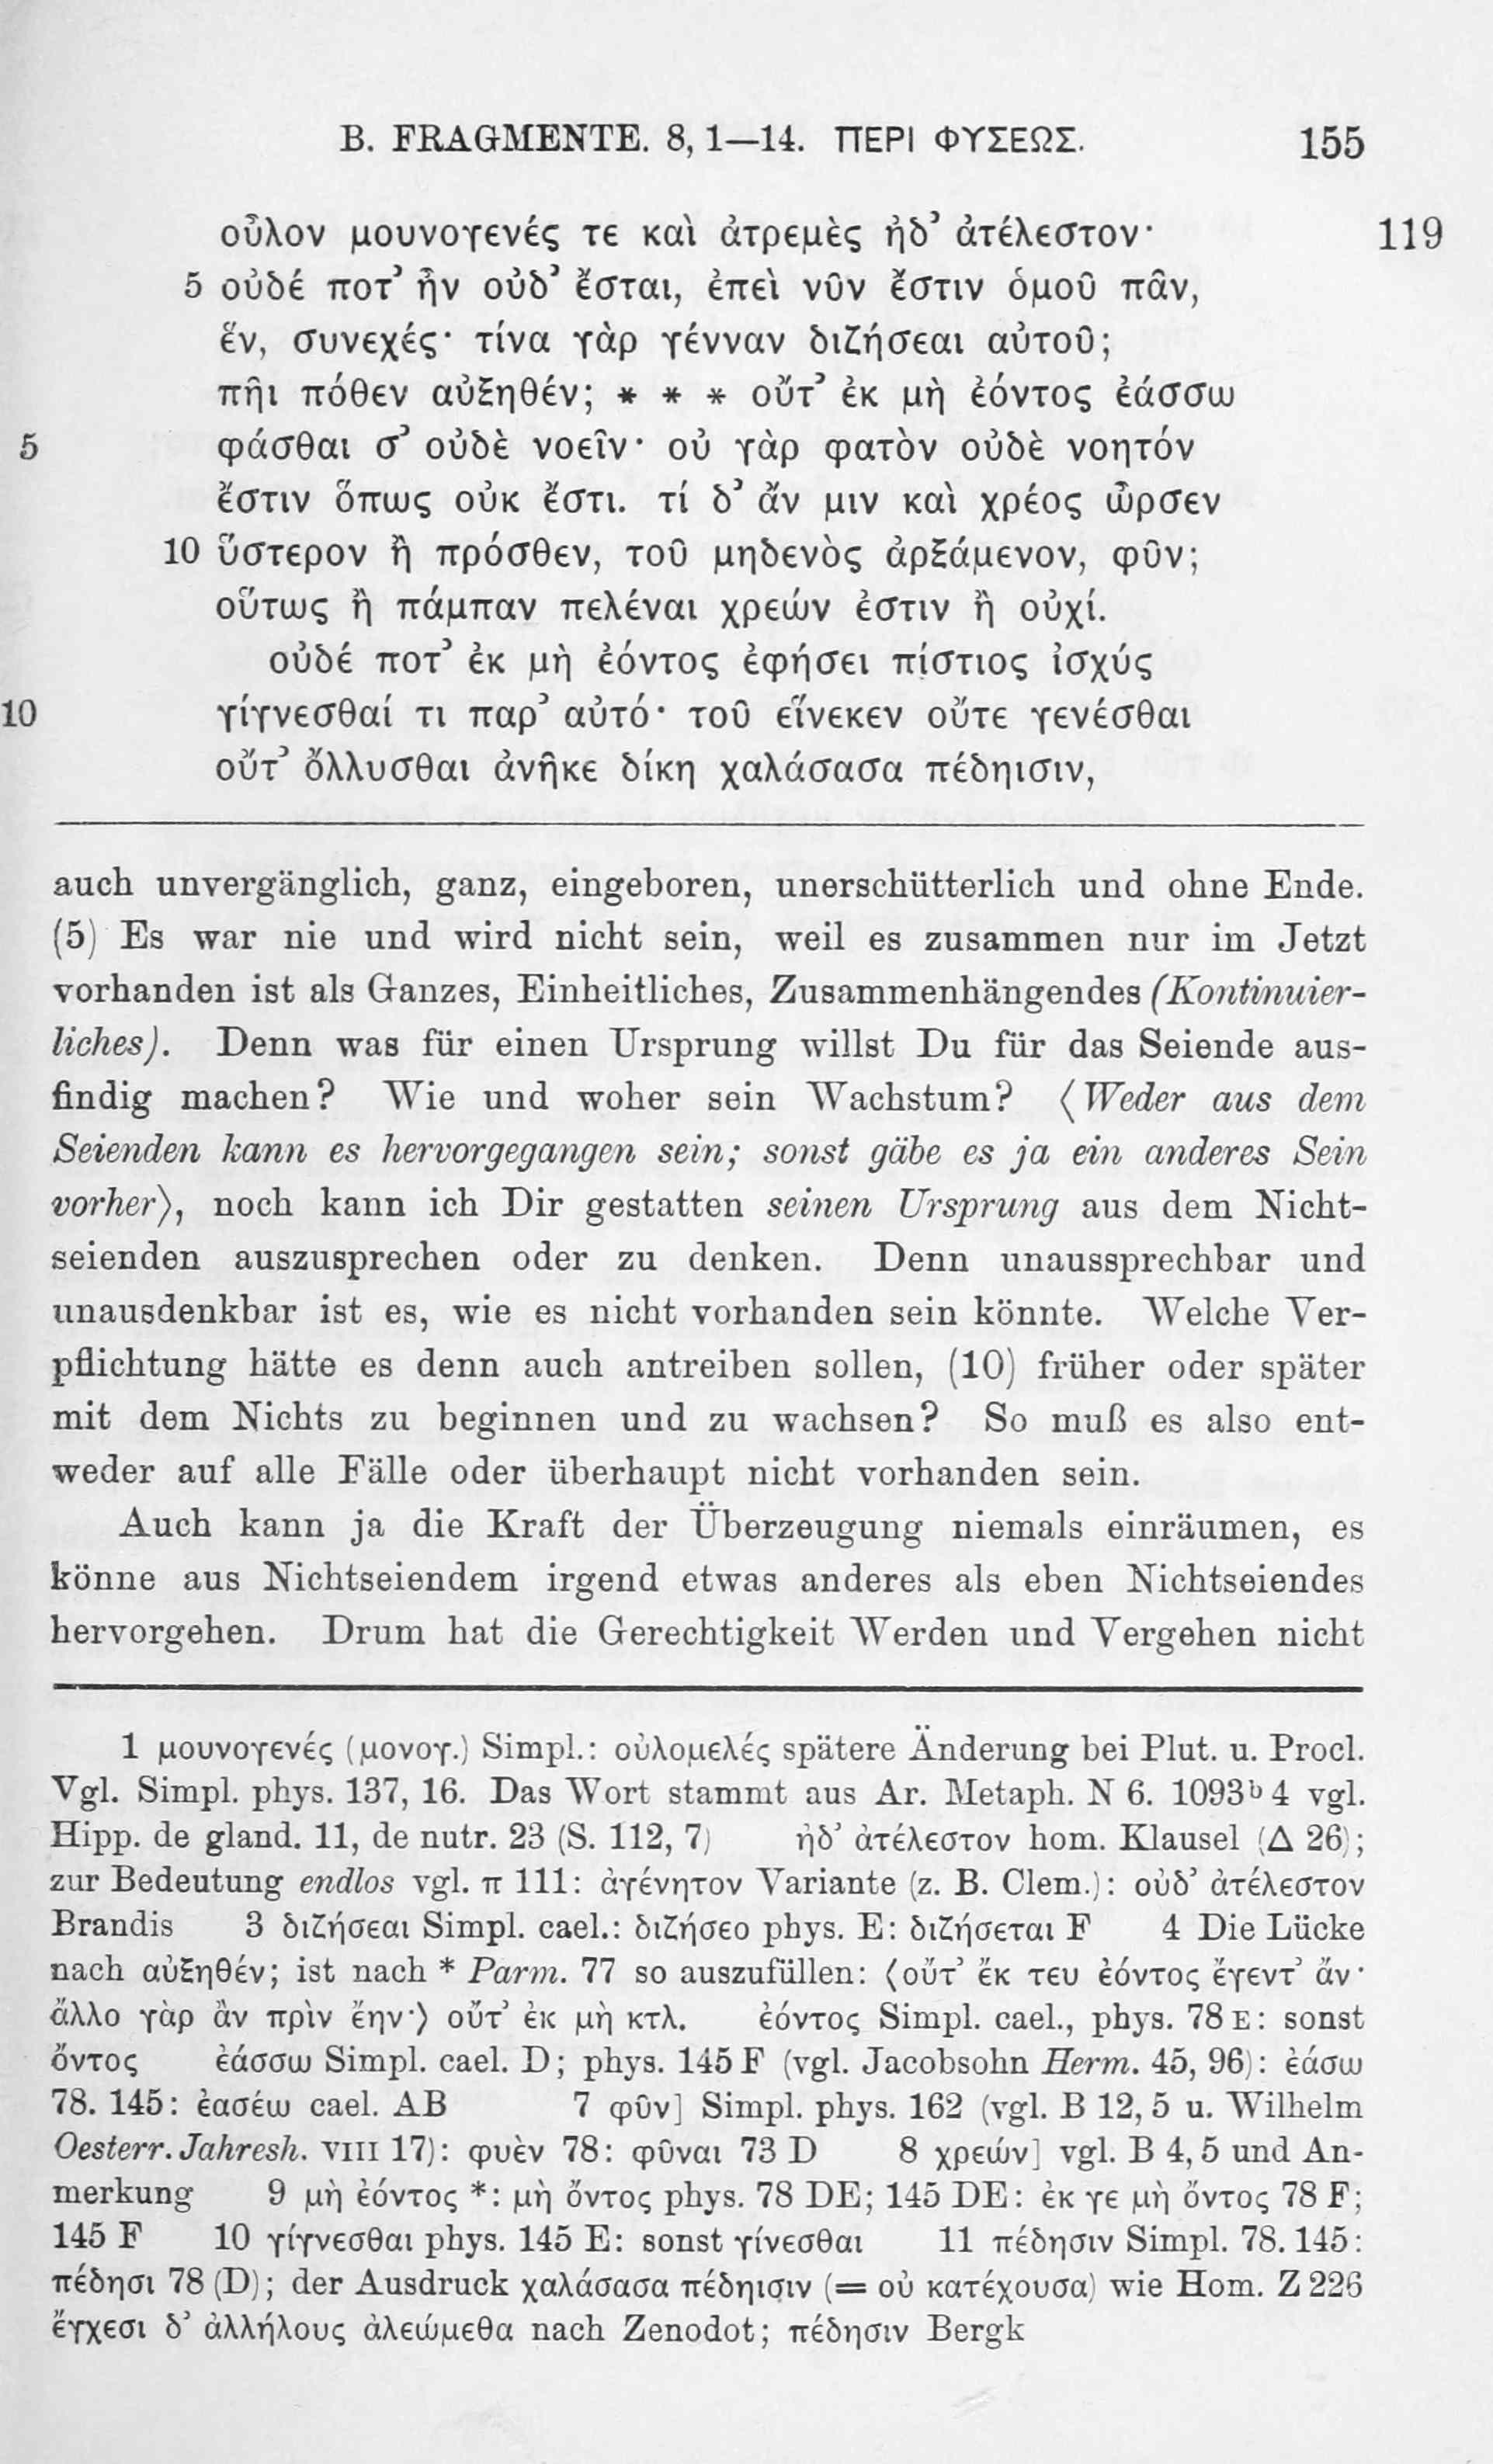 B. FRAGMENTE. 8, 1—14. ΠΕΡΙ ΦΥΣΕΩΣ. 155
οὖλον μουνογενές τε καὶ ἀτρεμὲς ἠδ’ ἀτέλεστον· 119
5 οὐδέ ποτ’ ἦν οὐδ’ ἔσται, ἐπεὶ νῦν ἔστιν ὁμοῦ πᾶν,
ἕν, συνεχές· τίνα γὰρ γένναν διζήσεαι αὐτοῦ;
πῆι πόθεν αὐξηθέν; * * * οὔτ’ ἐκ μὴ ἐόντος ἐάσσω
5 φάσθαι σ’ οὐδὲ νοεῖν· οὐ γὰρ φατὸν οὐδὲ νοητόν
ἔστιν ὅπως οὐκ ἔστι. τί δ’ ἄν μιν καὶ χρέος ὦρσεν
10 ὕστερον ἢ πρόσθεν, τοῦ μηδενὸς ἀρξάμενον, φῦν;
οὕτως ἢ πάμπαν πελέναι χρεών ἐστιν ἢ οὐχί.
οὐδέ ποτ’ ἐκ μὴ ἐόντος ἐφήσει πίστιος ἰσχύς
10 γίγνεσθαί τι παρ’ αὐτό· τοῦ εἵνεκεν οὔτε γενέσθαι
οὔτ’ ὄλλυσθαι ἀνῆκε δίκη χαλάσασα πέδηισιν,
auch unvergänglich, ganz, eingeboren, unerschütterlich und ohne Ende.
(5) Es war nie und wird nicht sein, weil es zusammen nur im Jetzt
vorhanden ist als Ganzes, Einheitliches, Zusammenhängendes (Kontinuier-
liches). Denn was für einen Ursprung willst Du für das Seiende aus-
findig machen? Wie und woher sein Wachstum? ⟨Weder aus dem
Seienden kann es hervorgegangen sein; sonst gäbe es ja ein anderes Sein
vorher⟩, noch kann ich Dir gestatten seinen Ursprung aus dem Nicht-
seienden auszusprechen oder zu denken. Denn unaussprechbar und
unausdenkbar ist es, wie es nicht vorhanden sein könnte. Welche Ver-
pflichtung hätte es denn auch antreiben sollen, (10) früher oder später
mit dem Nichts zu beginnen und zu wachsen? So muß es also ent-
weder auf alle Fälle oder überhaupt nicht vorhanden sein.
Auch kann ja die Kraft der Überzeugung niemals einräumen, es
könne aus Nichtseiendem irgend etwas anderes als eben Nichtseiendes
hervorgehen. Drum hat die Gerechtigkeit Werden und Vergehen nicht
1 μουνογενές (μονογ.) Simpl.: οὐλομελές spätere Änderung bei Plut. u. Procl.
Vgl. Simpl. phys. 137, 16. Das Wort stammt aus Ar. Metaph. N 6. 1093ᵇ 4 vgl.
Hipp. de gland. 11, de nutr. 23 (S. 112, 7) ἠδ’ ἀτέλεστον hom. Klausel (Δ 26);
zur Bedeutung endlos vgl. π 111: ἀγένητον Variante (z. B. Clem.): οὐδ’ ἀτέλεστον
Brandis 3 διζήσεαι Simpl. cael.: διζήσεο phys. E: διζήσεται F 4 Die Lücke
nach αὐξηθέν; ist nach * Parm. 77 so auszufüllen: ⟨οὔτ’ ἔκ τευ ἐόντος ἔγεντ’ ἄν·
ἄλλο γὰρ ἂν πρὶν ἔην·⟩ οὔτ’ ἐκ μὴ κτλ. ἐόντος Simpl. cael., phys. 78 E: sonst
ὄντος ἐάσσω Simpl. cael. D; phys. 145 F (vgl. Jacobsohn Herm. 45, 96): ἐάσω
78. 145: ἐασέω cael. AB 7 φῦν] Simpl. phys. 162 (vgl. B 12, 5 u. Wilhelm
Oesterr. Jahresh. VIII 17): φυὲν 78: φῦναι 73 D 8 χρεών] vgl. B 4, 5 und An-
merkung 9 μὴ ἐόντος *: μὴ ὄντος phys. 78 DE; 145 DE: ἐκ γε μὴ ὄντος 78 F;
145 F 10 γίγνεσθαι phys. 145 E: sonst γίνεσθαι 11 πέδησιν Simpl. 78. 145:
πέδησι 78 (D); der Ausdruck χαλάσασα πέδηισιν (= οὐ κατέχουσα) wie Hom. Z 226
ἔγχεσι δ’ ἀλλήλους ἀλεώμεθα nach Zenodot; πέδησιν Bergk